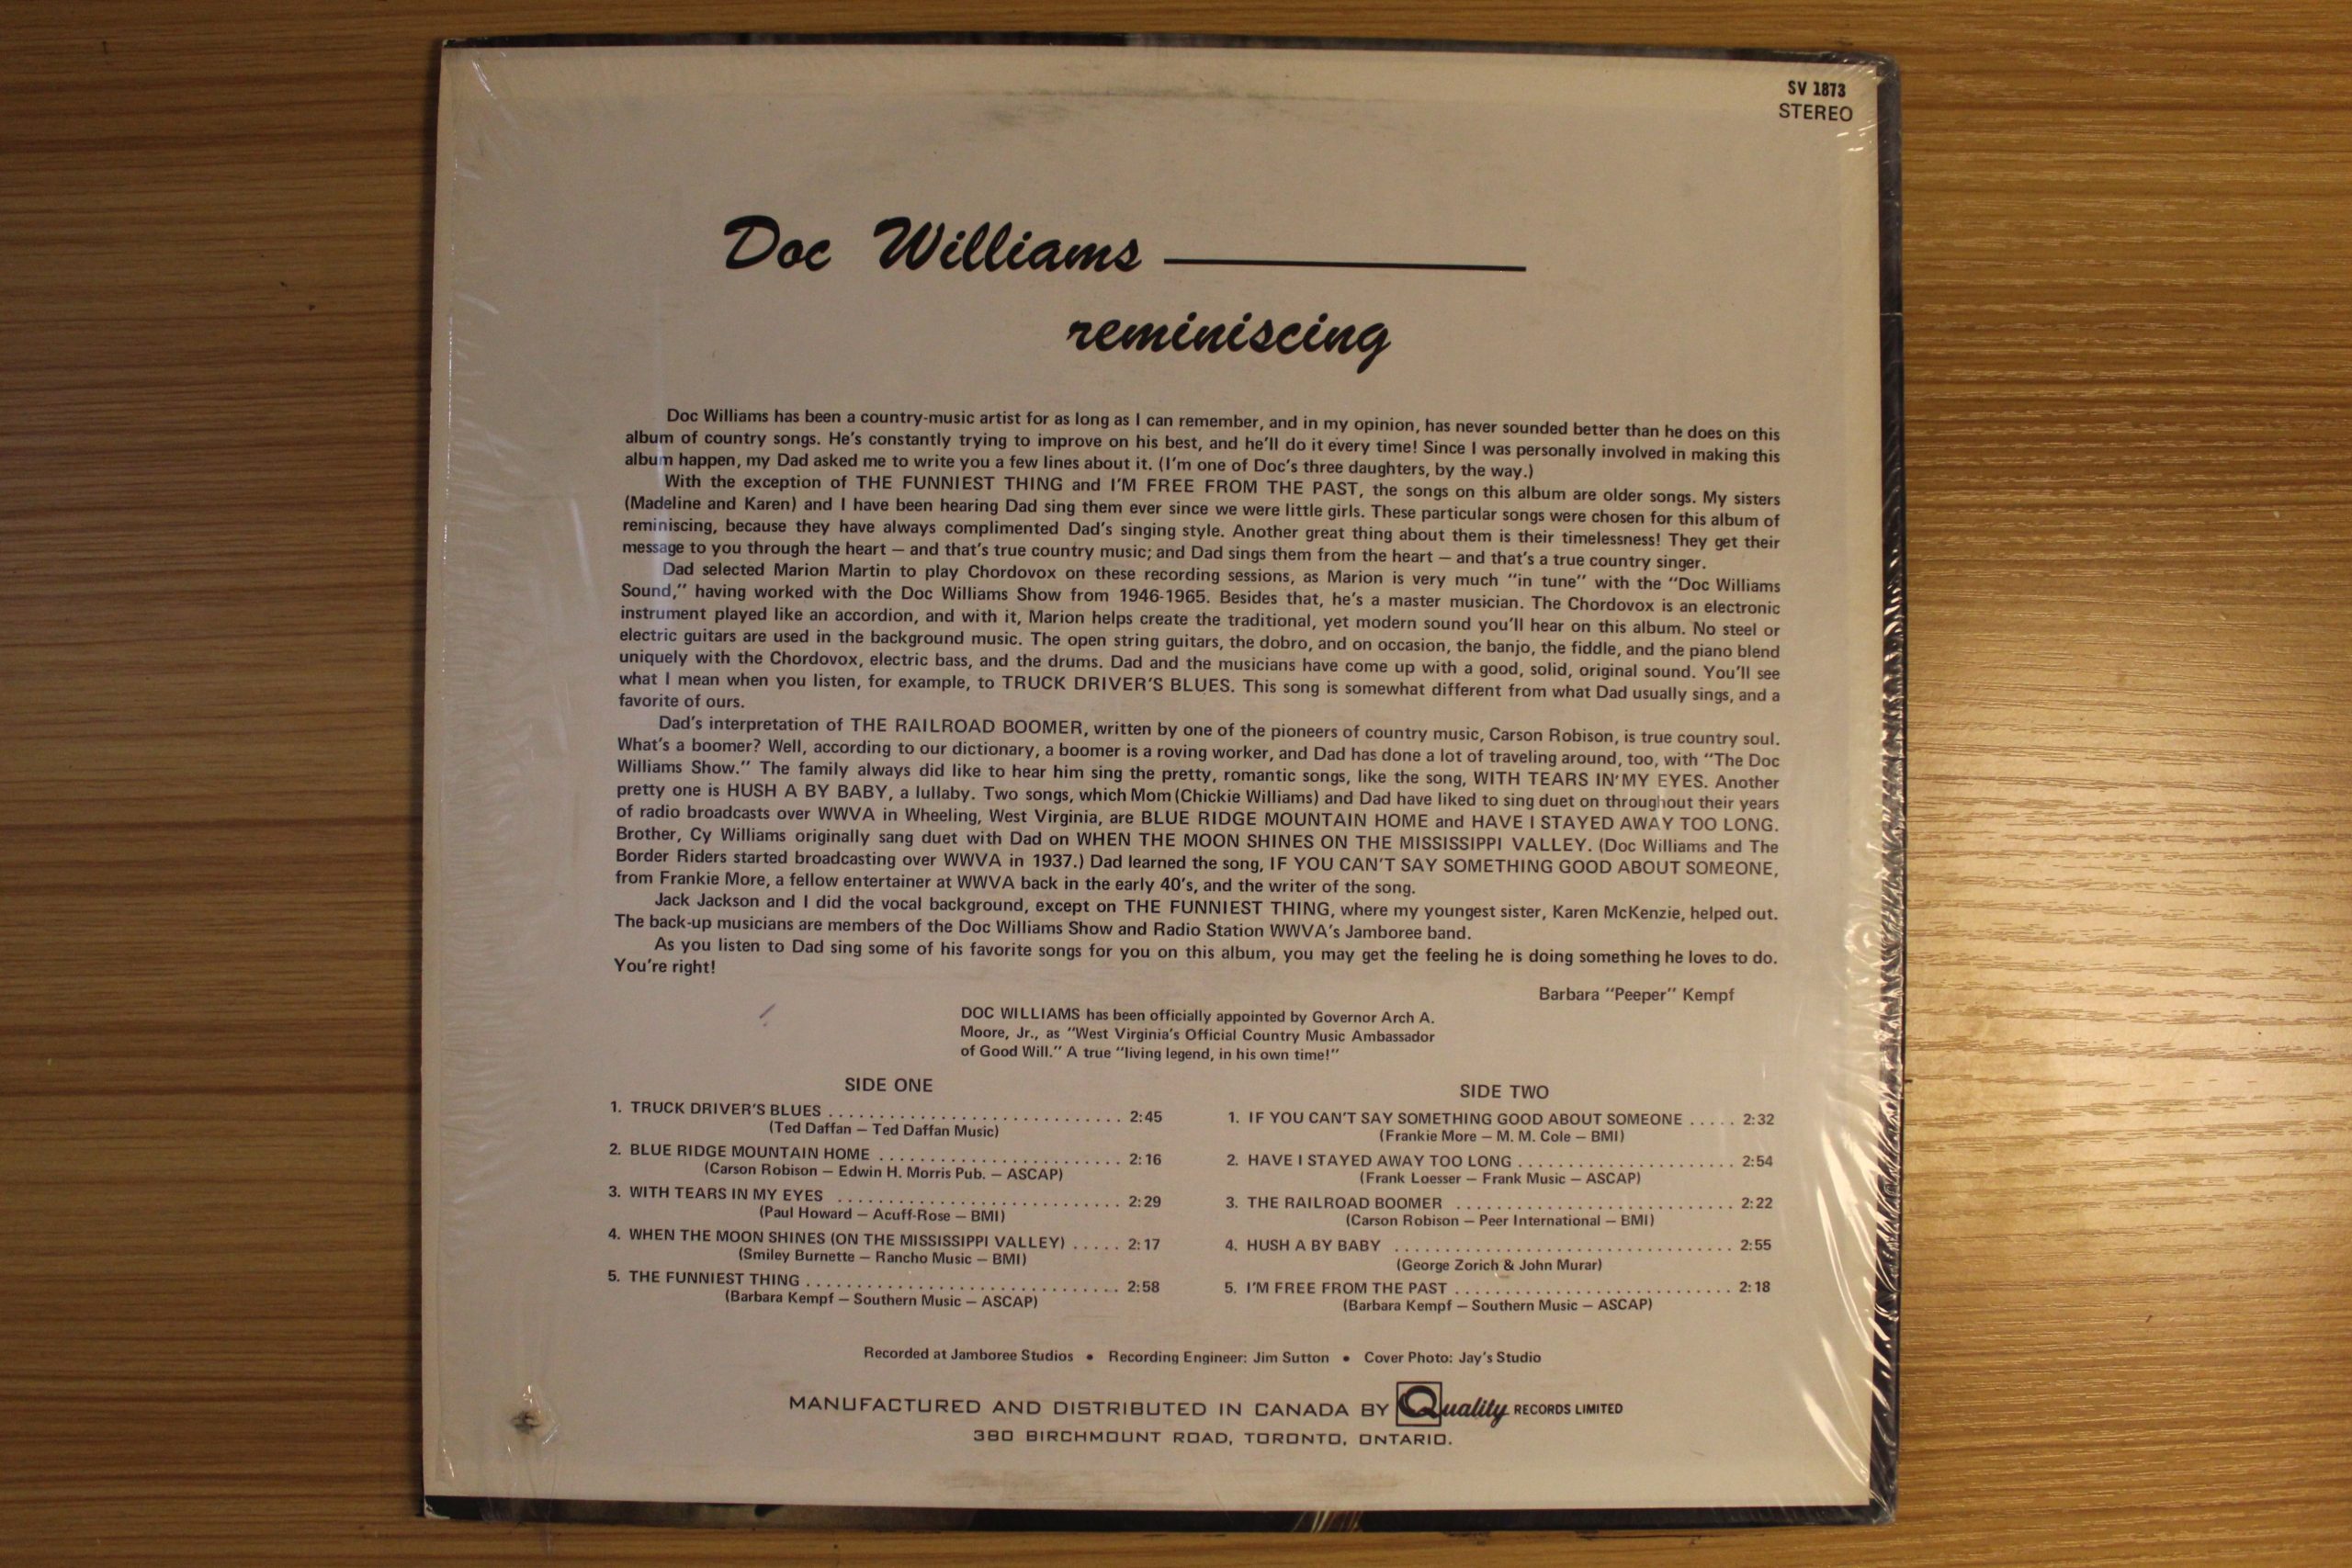 SV 1873
STEREO
Doc Williams
reminiscing
Doc Williams has been a country-music artist for as long as I can remember, and in my opinion, has never sounded better than he does on this
album of country songs. He's constantly trying to improve on his best, and he'll do it every time! Since I was personally involved in making this
album happen, my Dad asked me to write you a few lines about it. (I'm one of Doc's three daughters, by the way.)
With the exception of THE FUNNIEST THING and I'M FREE FROM THE PAST, the songs on this album are older songs. My sisters
(Madeline and Karen) and I have been hearing Dad sing them ever since we were little girls. These particular songs were chosen for this album of
reminiscing, because they have always complimented Dad's singing style. Another great thing about them is their timelessness! They get their
message to you through the heart — and that's true country music; and Dad sings them from the heart — and that's a true country singer.
Dad selected Marion Martin to play Chordovox on these recording sessions, as Marion is very much "in tune" with the "Doc Williams
Sound," having worked with the Doc Williams Show from 1946-1965. Besides that, he's a master musician. The Chordovox is an electronic
instrument played like an accordion, and with it, Marion helps create the traditional, yet modern sound you'll hear on this album. No steel or
electric guitars are used in the background music. The open string guitars, the dobro, and on occasion, the banjo, the fiddle, and the piano blend
uniquely with the Chordovox, electric bass, and the drums. Dad and the musicians have come up with a good, solid, original sound. You'll see
what I mean when you listen, for example, to TRUCK DRIVER'S BLUES. This song is somewhat different from what Dad usually sings, and a
favorite of ours.
Dad's interpretation of THE RAILROAD BOOMER, written by one of the pioneers of country music, Carson Robison, is true country soul.
What's a boomer? Well, according to our dictionary, a boomer is a roving worker, and Dad has done a lot of traveling around, too, with "The Doc
Williams Show." The family always did like to hear him sing the pretty, romantic songs, like the song, WITH TEARS IN MY EYES. Another
pretty one is HUSH A BY BABY, a lullaby. Two songs, which Mom (Chickie Williams) and Dad have liked to sing duet on throughout their years
of radio broadcasts over WWVA in Wheeling, West Virginia, are BLUE RIDGE MOUNTAIN HOME and HAVE I STAYED AWAY TOO LONG.
Brother, Cy Williams originally sang duet with Dad on WHEN THE MOON SHINES ON THE MISSISSIPPI VALLEY. (Doc Williams and The
Border Riders started broadcasting over WWVA in 1937.) Dad learned the song, IF YOU CAN'T SAY SOMETHING GOOD ABOUT SOMEONE,
from Frankie More, a fellow entertainer at WWVA back in the early 40's, and the writer of the song.
Jack Jackson and I did the vocal background, except on THE FUNNIEST THING, where my youngest sister, Karen McKenzie, helped out.
The back-up musicians are members of the Doc Williams Show and Radio Station WWVA's Jamboree band.
As you listen to Dad sing some of his favorite songs for you on this album, you may get the feeling he is doing something he loves to do.
You're right!
Barbara "Peeper" Kempf
DOC WILLIAMS has been officially appointed by Governor Arch A.
Moore, Jr., as "West Virginia's Official Country Music Ambassador
of Good Will." A true "living legend, in his own time!"
SIDE ONE
1. TRUCK DRIVER'S BLUES . . . . . 2:45
(Ted Daffan — Ted Daffan Music)
2. BLUE RIDGE MOUNTAIN HOME . . . . . 2:16
(Carson Robison — Edwin H. Morris Pub. — ASCAP)
3. WITH TEARS IN MY EYES . . . . . 2:29
(Paul Howard — Acuff-Rose — BMI)
4. WHEN THE MOON SHINES (ON THE MISSISSIPPI VALLEY) . . . . . 2:17
(Smiley Burnette — Rancho Music — BMI)
5. THE FUNNIEST THING . . . . . 2:58
(Barbara Kempf — Southern Music — ASCAP)
SIDE TWO
1. IF YOU CAN'T SAY SOMETHING GOOD ABOUT SOMEONE . . . . . 2:32
(Frankie More — M. M. Cole — BMI)
2. HAVE I STAYED AWAY TOO LONG . . . . . 2:54
(Frank Loesser — Frank Music — ASCAP)
3. THE RAILROAD BOOMER . . . . . 2:22
(Carson Robison — Peer International — BMI)
4. HUSH A BY BABY . . . . . 2:55
(George Zorich & John Murar)
5. I'M FREE FROM THE PAST . . . . . 2:18
(Barbara Kempf — Southern Music — ASCAP)
Recorded at Jamboree Studios • Recording Engineer: Jim Sutton • Cover Photo: Jay's Studio
MANUFACTURED AND DISTRIBUTED IN CANADA BY Quality RECORDS LIMITED
380 BIRCHMOUNT ROAD, TORONTO, ONTARIO.